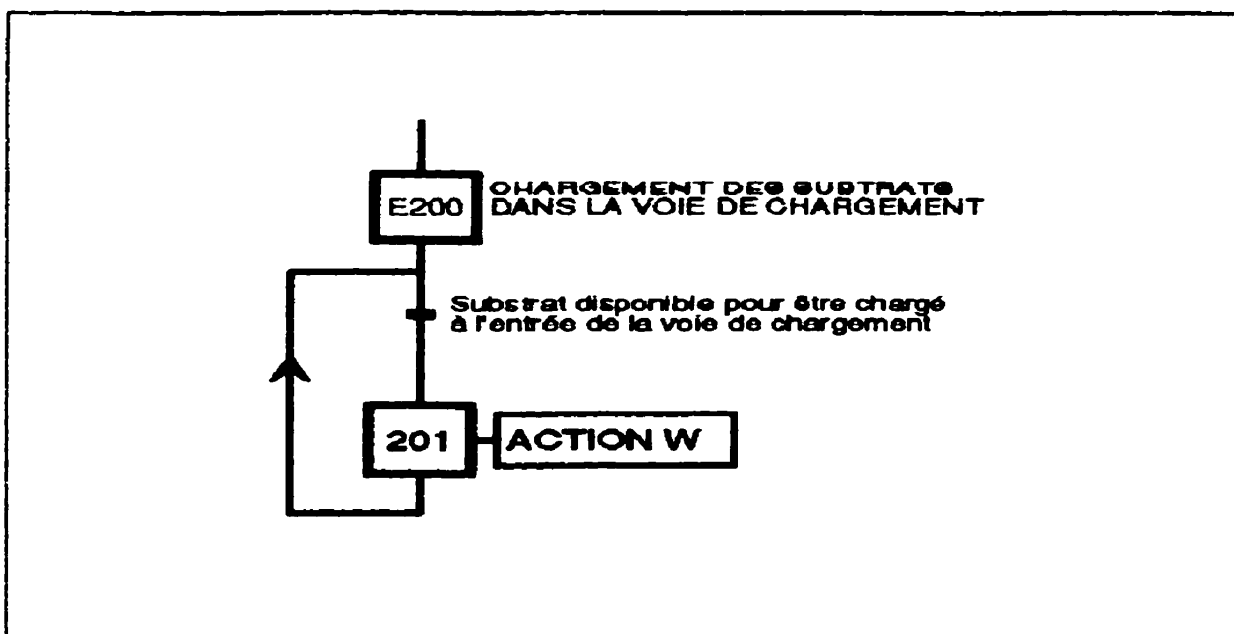 E200
CHARGEMENT DES SUBTRATS
DANS LA VOIE DE CHARGEMENT
Substrat disponible pour être chargé
à l'entrée de la voie de chargement
201
ACTION W